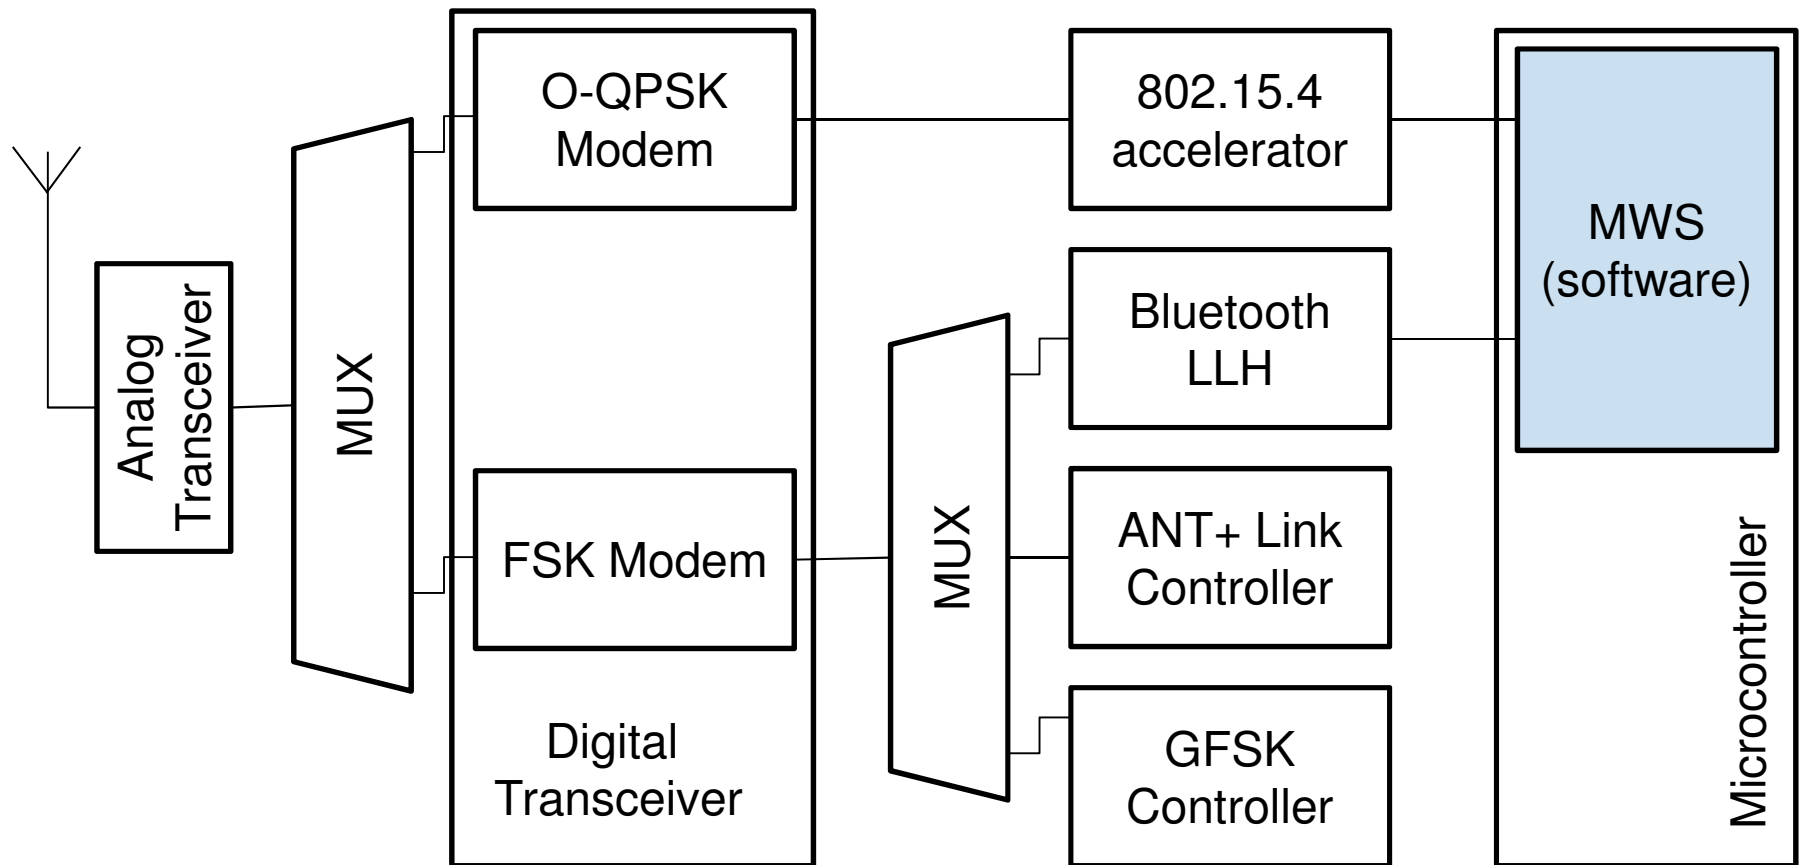 O-QPSK
Modem
802.15.4
accelerator
MWS
(software)
Analog
Transceiver
MUX
Bluetooth
LLH
FSK Modem
MUX
ANT+ Link
Controller
Digital
Transceiver
GFSK
Controller
Microcontroller